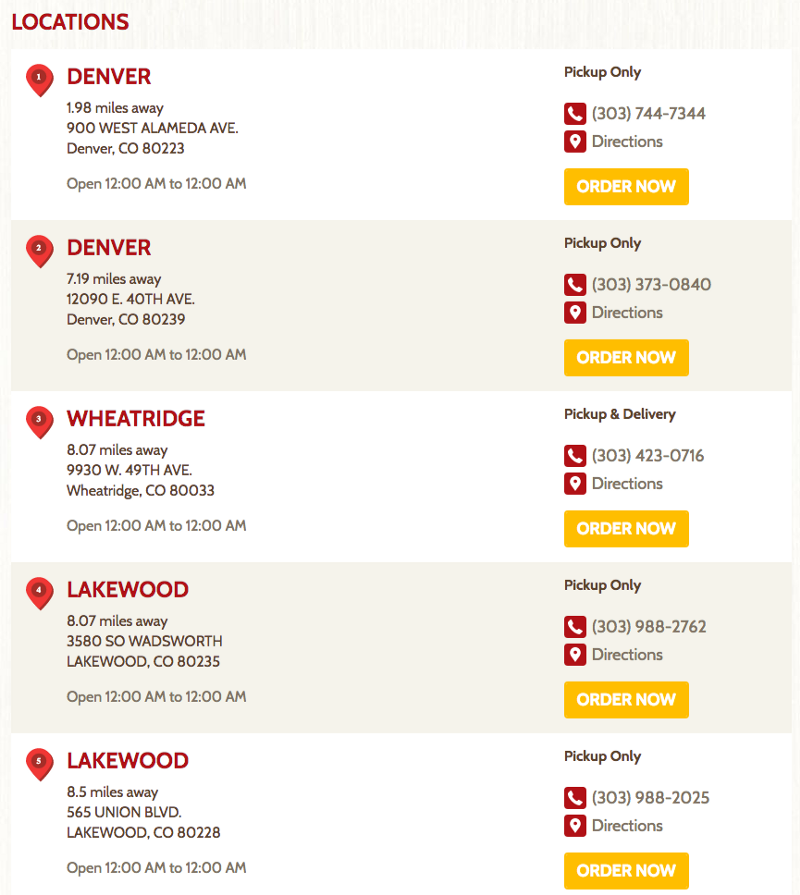 LOCATIONS
1
DENVER
1.98 miles away
900 WEST ALAMEDA AVE.
Denver, CO 80223
Open 12:00 AM to 12:00 AM
Pickup Only
(303) 744-7344
Directions
ORDER NOW
2
DENVER
7.19 miles away
12090 E. 40TH AVE.
Denver, CO 80239
Open 12:00 AM to 12:00 AM
Pickup Only
(303) 373-0840
Directions
ORDER NOW
3
WHEATRIDGE
8.07 miles away
9930 W. 49TH AVE.
Wheatridge, CO 80033
Open 12:00 AM to 12:00 AM
Pickup & Delivery
(303) 423-0716
Directions
ORDER NOW
4
LAKEWOOD
8.07 miles away
3580 SO WADSWORTH
LAKEWOOD, CO 80235
Open 12:00 AM to 12:00 AM
Pickup Only
(303) 988-2762
Directions
ORDER NOW
5
LAKEWOOD
8.5 miles away
565 UNION BLVD.
LAKEWOOD, CO 80228
Open 12:00 AM to 12:00 AM
Pickup Only
(303) 988-2025
Directions
ORDER NOW